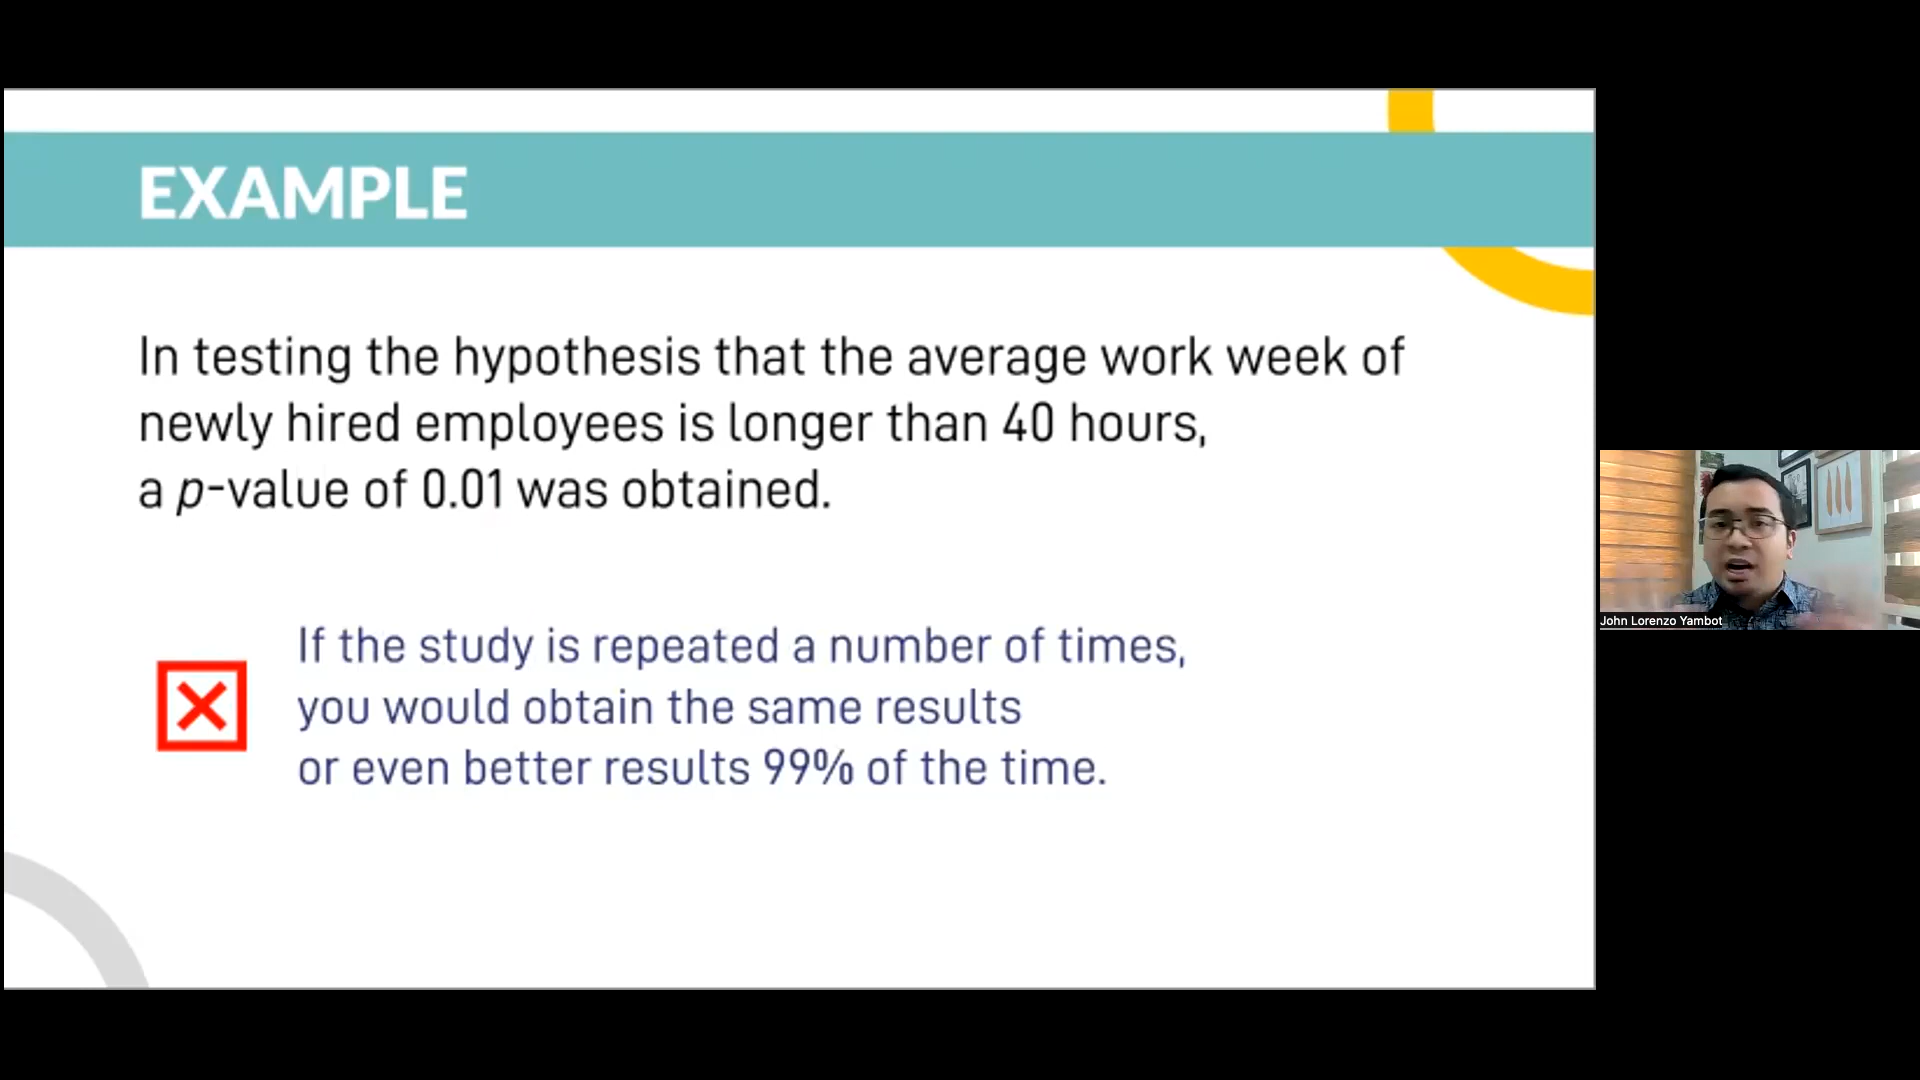 EXAMPLE
In testing the hypothesis that the average work week of
newly hired employees is longer than 40 hours,
a p-value of 0.01 was obtained.
If the study is repeated a number of times,
you would obtain the same results
or even better results 99% of the time.
John Lorenzo Yambot